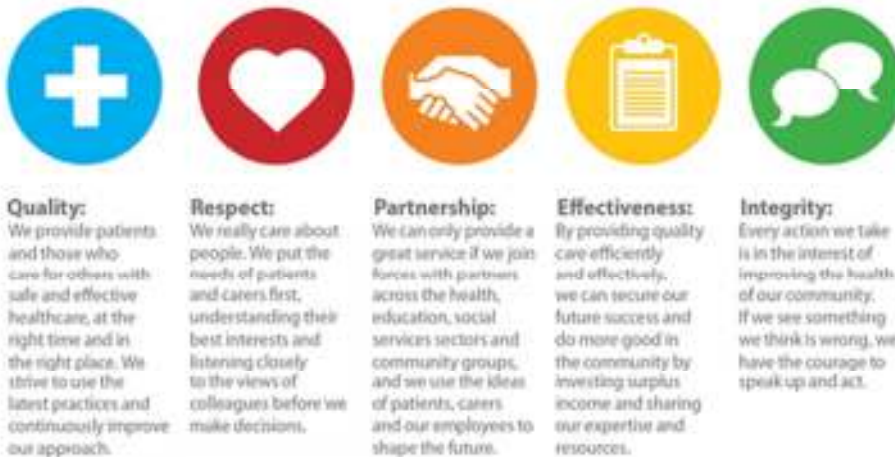 Quality:
We provide patients
and those who
care for others with
safe and effective
healthcare, at the
right time and in
the right place. We
strive to use the
latest practices and
continuously improve
our approach.
Respect:
We really care about
people. We put the
needs of patients
and carers first,
understanding their
best interests and
listening closely
to the views of
colleagues before we
make decisions.
Partnership:
We can only provide a
great service if we join
forces with partners
across the health,
education, social
services sectors and
community groups,
and we use the ideas
of patients, carers
and our employees to
shape the future.
Effectiveness:
By providing quality
care efficiently
and effectively,
we can secure our
future success and
do more good in
the community by
investing surplus
income and sharing
our expertise and
resources.
Integrity:
Every action we take
is in the interest of
improving the health
of our community.
If we see something
we think is wrong, we
have the courage to
speak up and act.